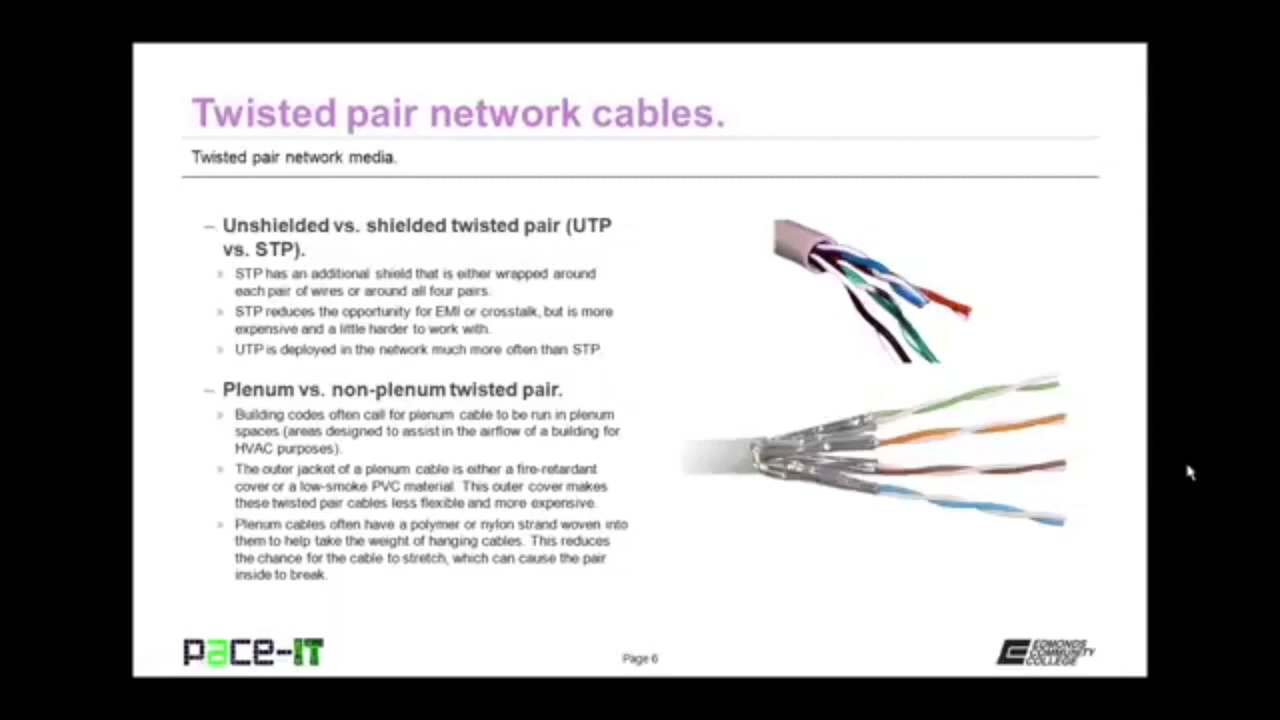 Twisted pair network cables.
Twisted pair network media.
– Unshielded vs. shielded twisted pair (UTP
vs. STP).
» STP has an additional shield that is either wrapped around
each pair of wires or around all four pairs.
» STP reduces the opportunity for EMI or crosstalk, but is more
expensive and a little harder to work with.
» UTP is deployed in the network much more often than STP.
– Plenum vs. non-plenum twisted pair.
» Building codes often call for plenum cable to be run in plenum
spaces (areas designed to assist in the airflow of a building for
HVAC purposes).
» The outer jacket of a plenum cable is either a fire-retardant
cover or a low-smoke PVC material. This outer cover makes
these twisted pair cables less flexible and more expensive.
» Plenum cables often have a polymer or nylon strand woven into
them to help take the weight of hanging cables. This reduces
the chance for the cable to stretch, which can cause the pair
inside to break.
pace-IT
Page 6
EDMONDS
COMMUNITY
COLLEGE